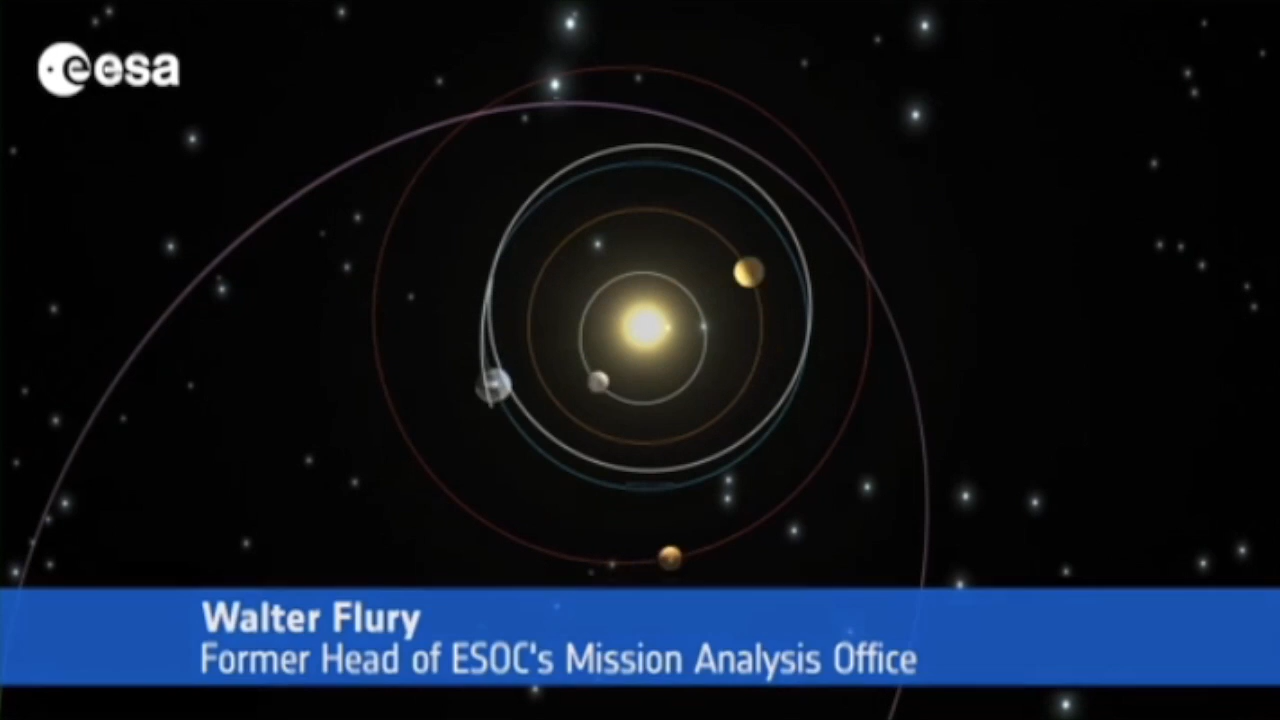 esa
Walter Flury
Former Head of ESOC's Mission Analysis Office